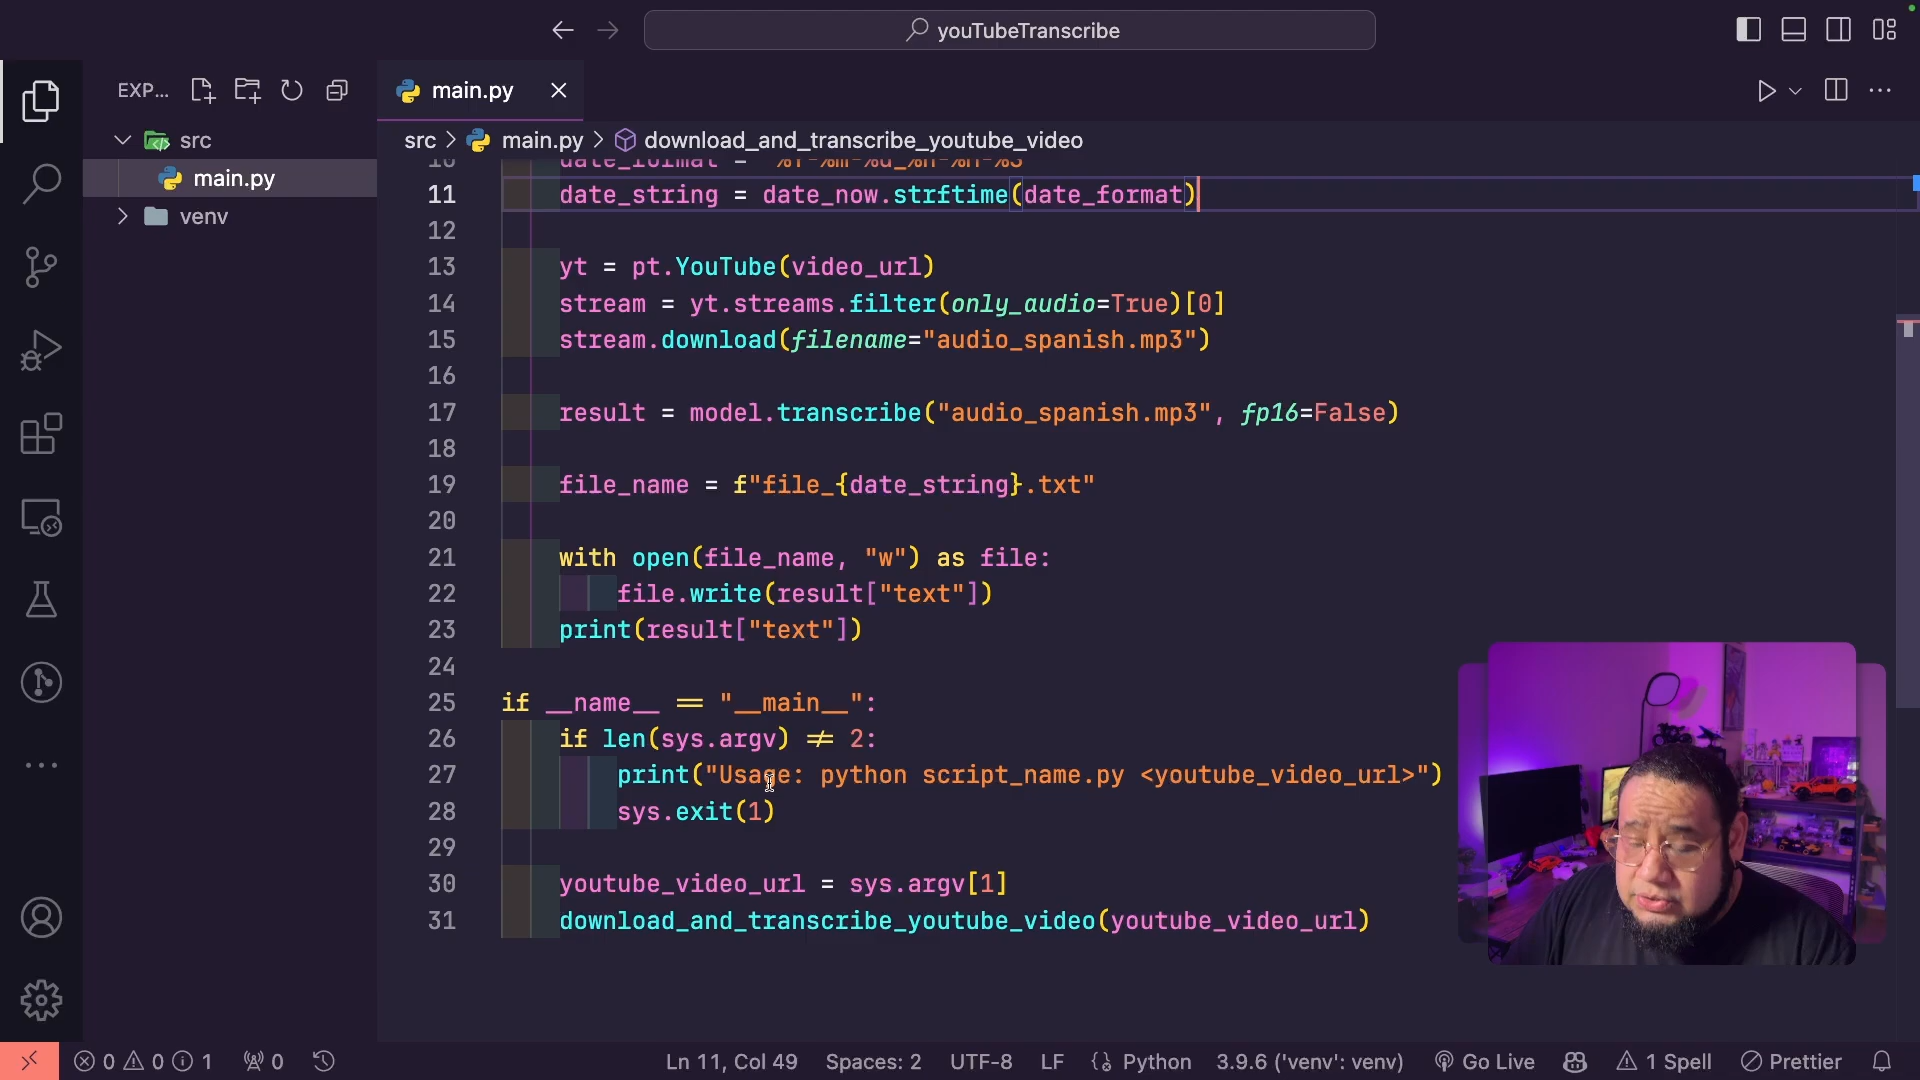 youTubeTranscribe
EXP...
main.py
src
main.py
venv
src > main.py > download_and_transcribe_youtube_video
10 date_format = "%Y-%m-%d_%H-%M-%S"
11 date_string = date_now.strftime(date_format)
12
13 yt = pt.YouTube(video_url)
14 stream = yt.streams.filter(only_audio=True)[0]
15 stream.download(filename="audio_spanish.mp3")
16
17 result = model.transcribe("audio_spanish.mp3", fp16=False)
18
19 file_name = f"file_{date_string}.txt"
20
21 with open(file_name, "w") as file:
22 file.write(result["text"])
23 print(result["text"])
24
25 if __name__ == "__main__":
26 if len(sys.argv) != 2:
27 print("Usage: python script_name.py <youtube_video_url>")
28 sys.exit(1)
29
30 youtube_video_url = sys.argv[1]
31 download_and_transcribe_youtube_video(youtube_video_url)
0 0 1 0 Ln 11, Col 49 Spaces: 2 UTF-8 LF Python 3.9.6 ('venv': venv) Go Live 1 Spell Prettier